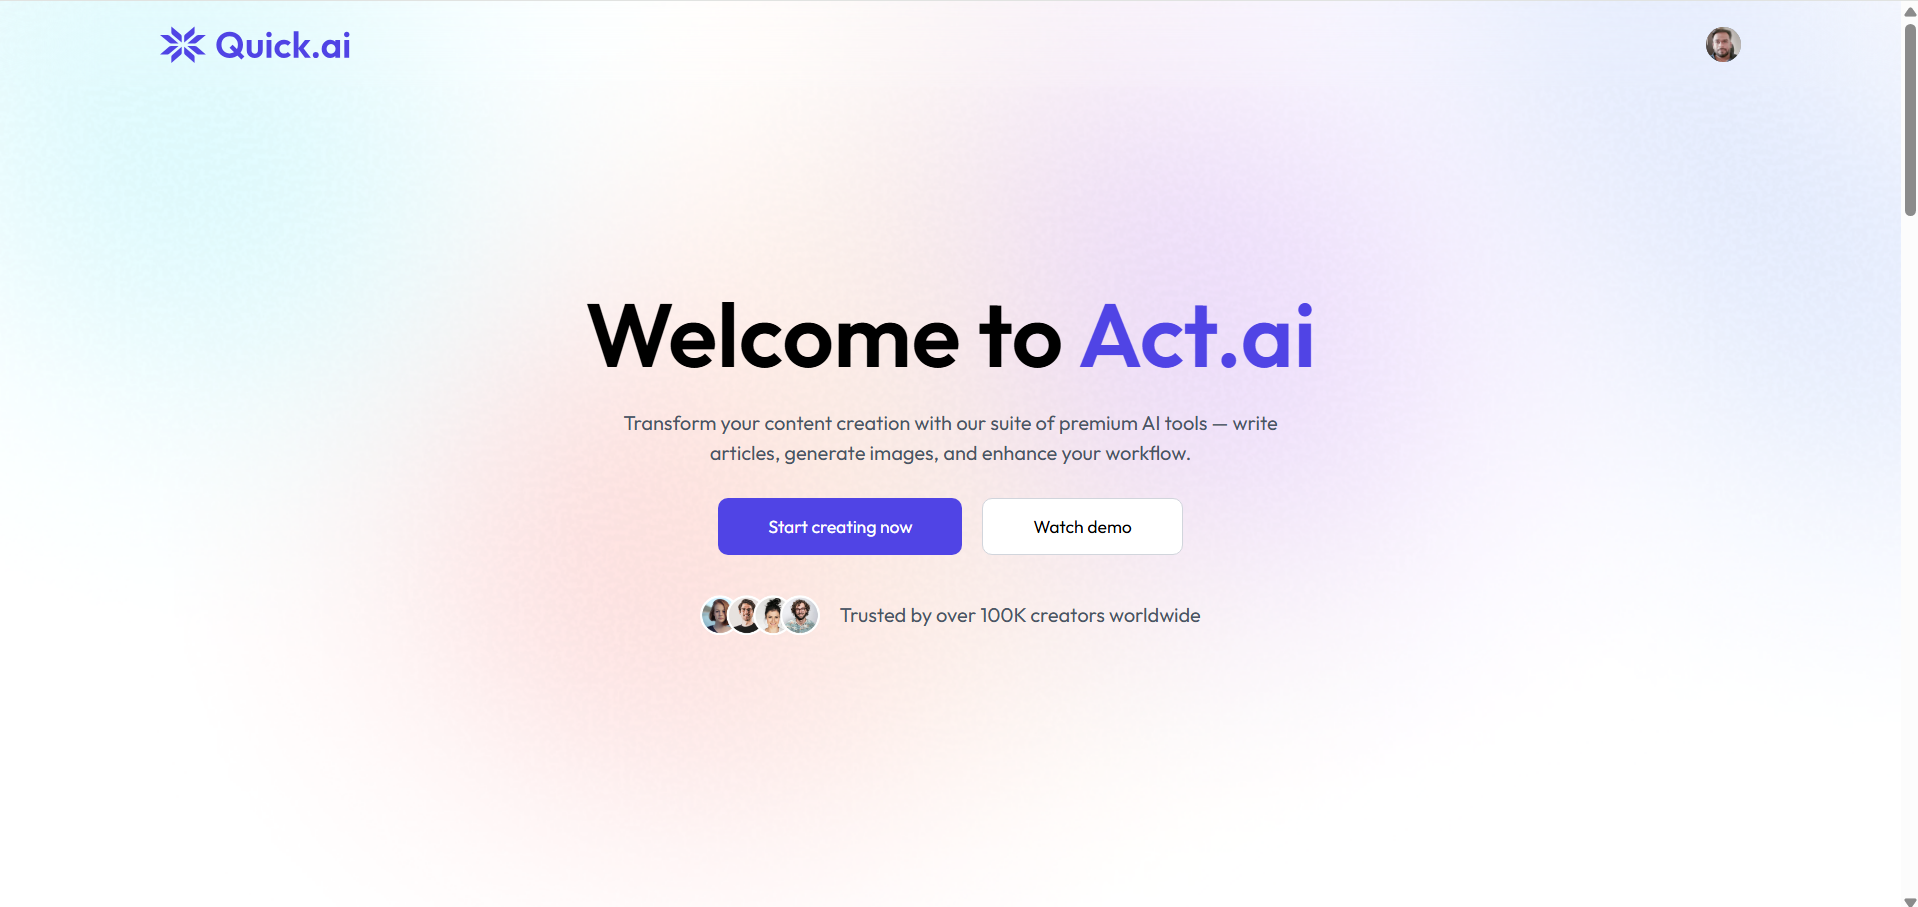 Quick.ai
Welcome to Act.ai
Transform your content creation with our suite of premium AI tools — write
articles, generate images, and enhance your workflow.
Start creating now
Watch demo
Trusted by over 100K creators worldwide